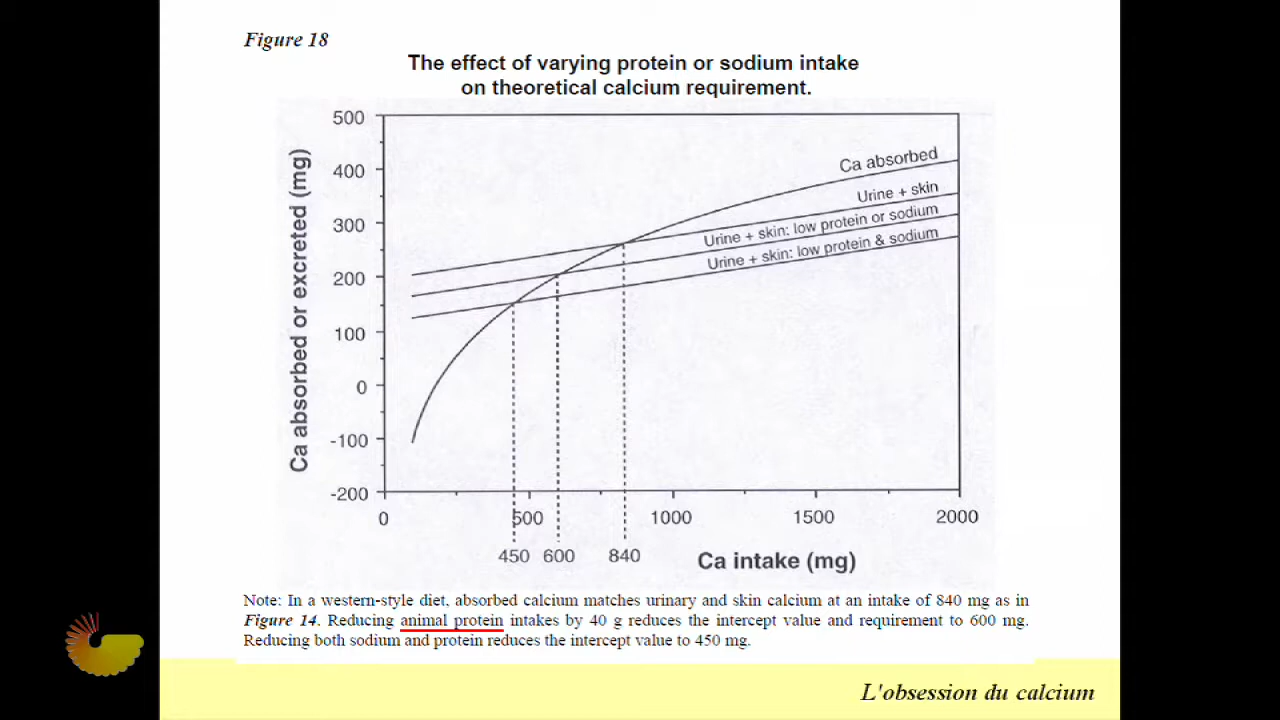 Figure 18
The effect of varying protein or sodium intake
on theoretical calcium requirement.
Ca absorbed or excreted (mg)
500
400
300
200
100
0
-100
-200
Ca absorbed
Urine + skin
Urine + skin: low protein or sodium
Urine + skin: low protein & sodium
0
500
1000
1500
2000
450
600
840
Ca intake (mg)
Note: In a western-style diet, absorbed calcium matches urinary and skin calcium at an intake of 840 mg as in
Figure 14. Reducing animal protein intakes by 40 g reduces the intercept value and requirement to 600 mg.
Reducing both sodium and protein reduces the intercept value to 450 mg.
L'obsession du calcium